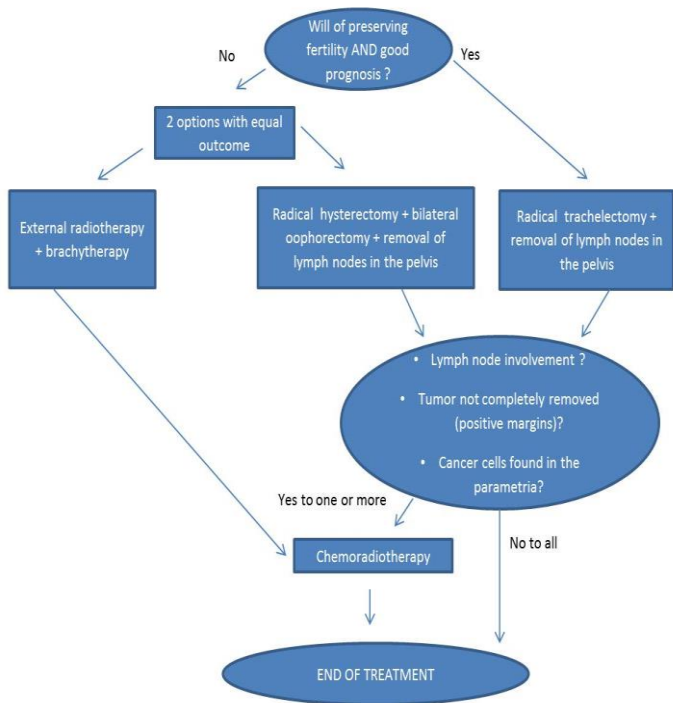 Will of preserving
fertility AND good
prognosis ?
No
Yes
2 options with equal
outcome
External radiotherapy
+ brachytherapy
Radical hysterectomy + bilateral
oophorectomy + removal of
lymph nodes in the pelvis
Radical trachelectomy +
removal of lymph nodes in
the pelvis
• Lymph node involvement ?
• Tumor not completely removed
(positive margins)?
• Cancer cells found in the
parametria?
Yes to one or more
No to all
Chemoradiotherapy
END OF TREATMENT